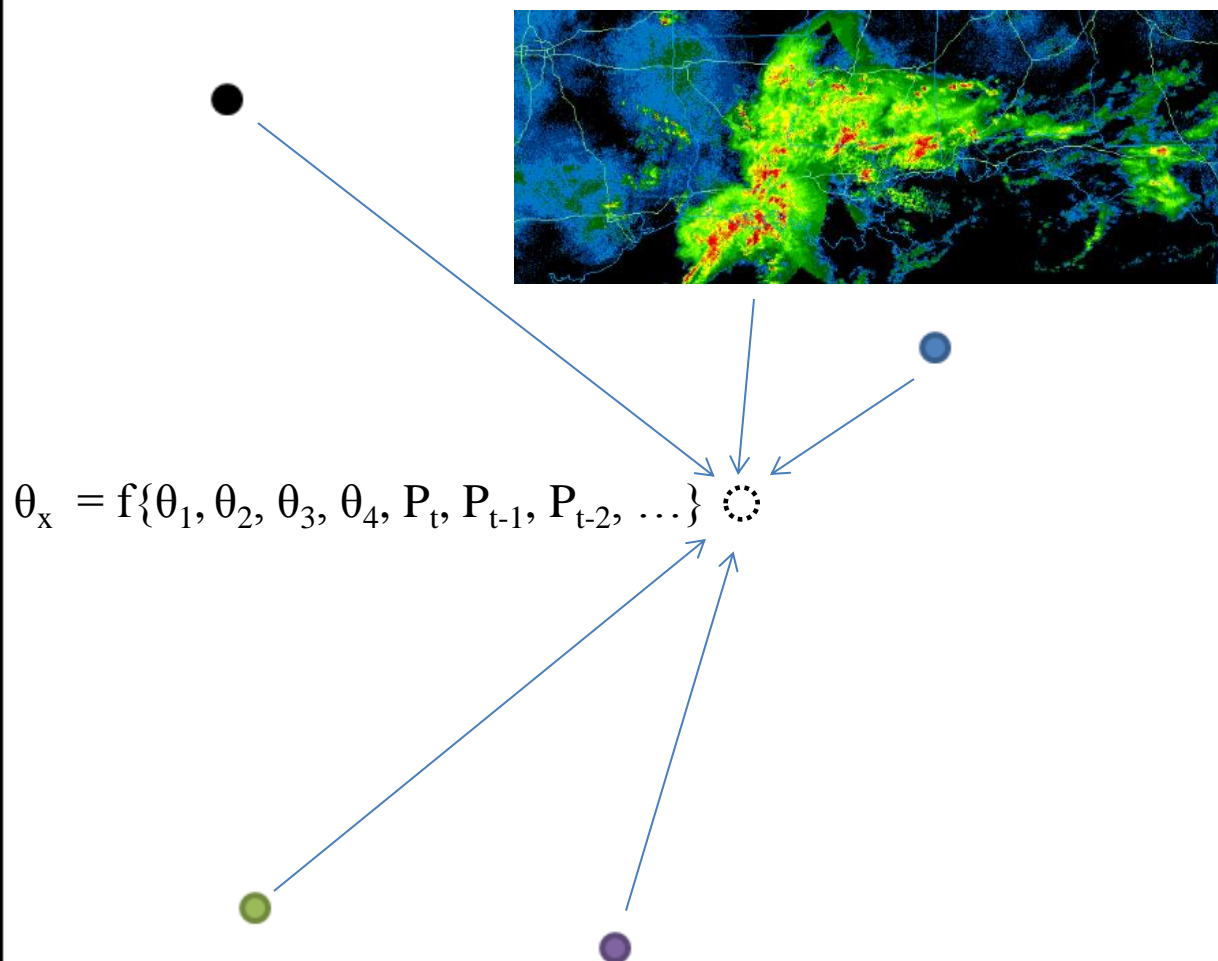 θx = f{θ1, θ2, θ3, θ4, Pt, Pt-1, Pt-2, …}